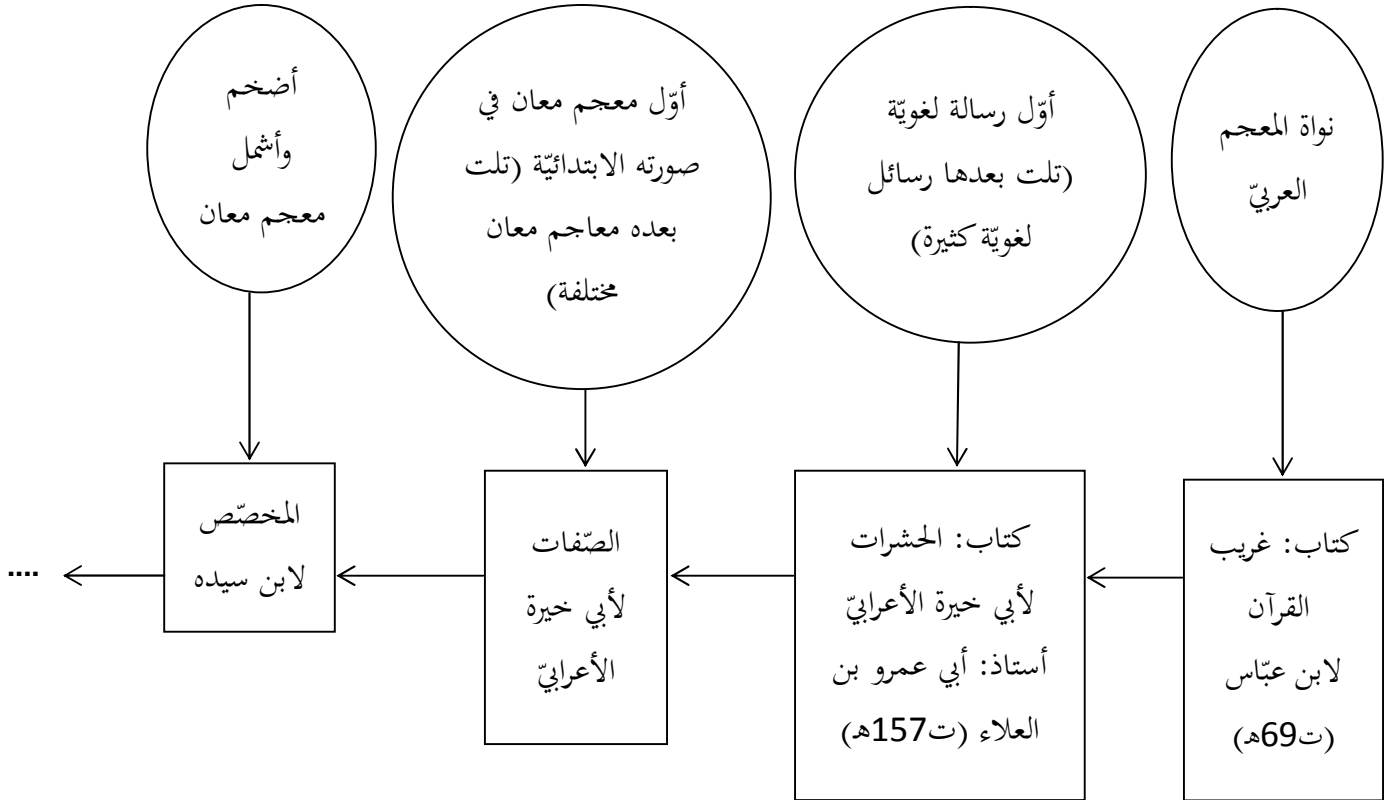 نواة المعجم
العربيّ
أوّل رسالة لغويّة
(تلت بعدها رسائل
لغويّة كثيرة)
أوّل معجم معان في
صورته الابتدائيّة (تلت
بعده معاجم معان
مختلفة)
أضخم
وأشمل
معجم معان
كتاب: غريب
القرآن
لابن عبّاس
(ت69هـ)
كتاب: الحشرات
لأبي خيرة الأعرابيّ
أستاذ: أبي عمرو بن
العلاء (ت157هـ)
الصّفات
لأبي خيرة
الأعرابيّ
المخصّص
لابن سيده
....